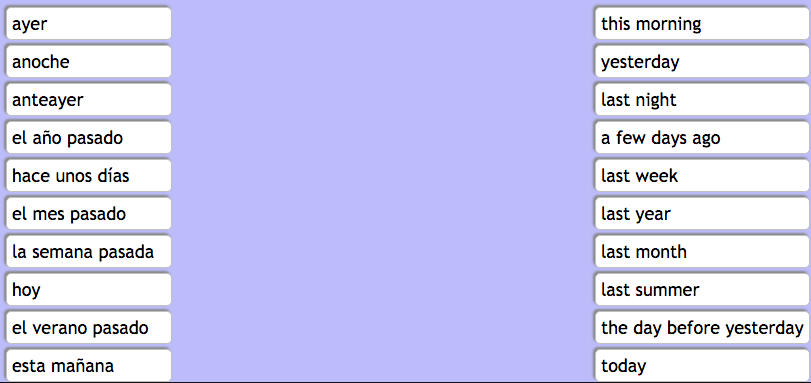 ayer
this morning
anoche
yesterday
anteayer
last night
el año pasado
a few days ago
hace unos días
last week
el mes pasado
last year
la semana pasada
last month
hoy
last summer
el verano pasado
the day before yesterday
esta mañana
today